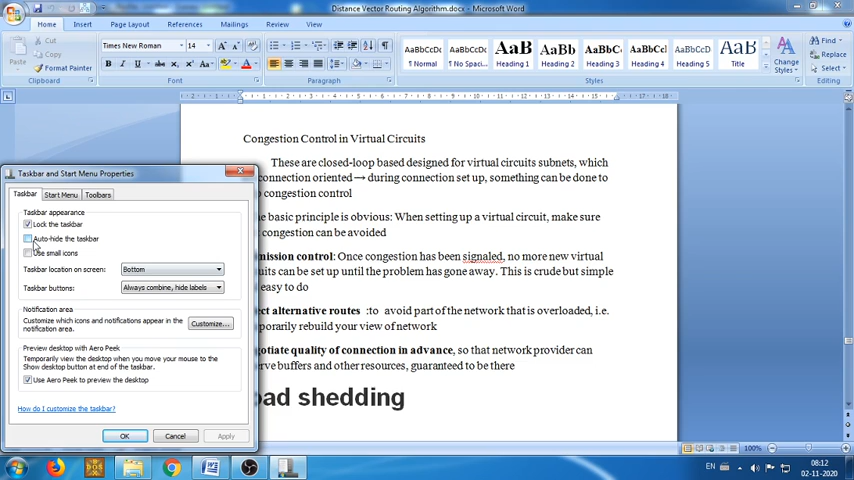 Distance Vector Routing Algorithm.docx - Microsoft Word
Home Insert Page Layout References Mailings Review View
Cut
Copy
Paste
Format Painter
Clipboard
Times New Roman 14
Font
Paragraph
AaBbCcDc AaBbCcDc AaB AaBb AaBbC AaBbCc AaBbCcDc AaB
¶ Normal ¶ No Spaci... Heading 1 Heading 2 Heading 3 Heading 4 Heading 5 Title
Change Styles
Styles
Find
Replace
Select
Editing
Congestion Control in Virtual Circuits
These are closed-loop based designed for virtual circuits subnets, which
connection oriented→ during connection set up, something can be done to
congestion control
basic principle is obvious: When setting up a virtual circuit, make sure
congestion can be avoided
mission control: Once congestion has been signaled, no more new virtual
uits can be set up until the problem has gone away. This is crude but simple
easy to do
ect alternative routes :to avoid part of the network that is overloaded, i.e.
porarily rebuild your view of network
gotiate quality of connection in advance, so that network provider can
erve buffers and other resources, guaranteed to be there
oad shedding
Taskbar and Start Menu Properties
Taskbar Start Menu Toolbars
Taskbar appearance
Lock the taskbar
Auto-hide the taskbar
Use small icons
Taskbar location on screen: Bottom
Taskbar buttons: Always combine, hide labels
Notification area
Customize which icons and notifications appear in the
notification area.
Customize...
Preview desktop with Aero Peek
Temporarily view the desktop when you move your mouse to the
Show desktop button at end of the taskbar.
Use Aero Peek to preview the desktop
How do I customize the taskbar?
OK Cancel Apply
100%
EN
08:12
02-11-2020